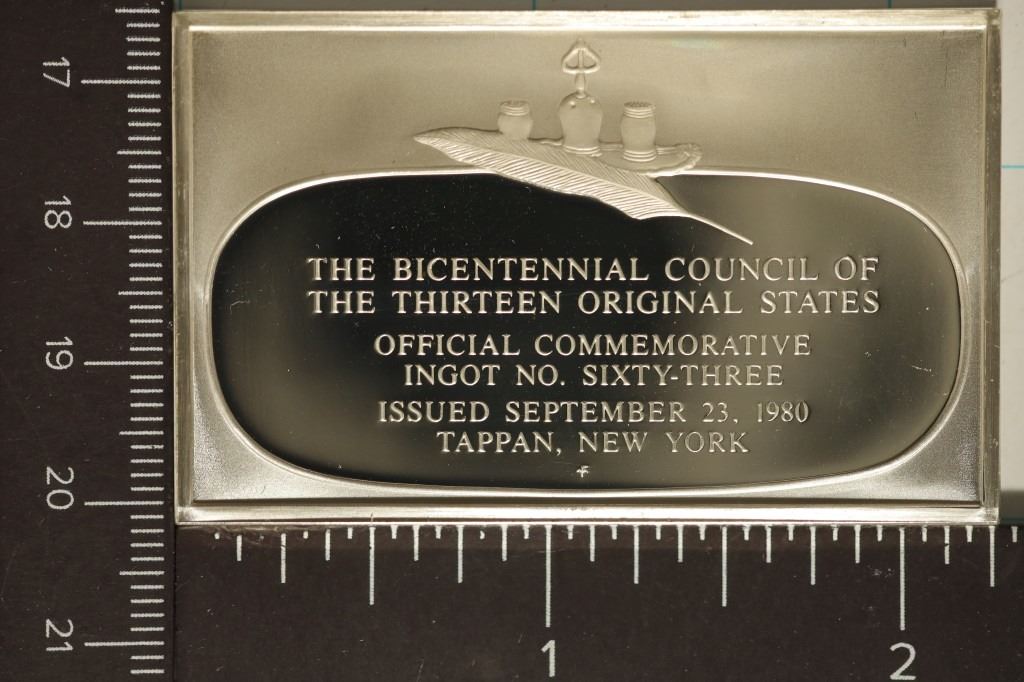 THE BICENTENNIAL COUNCIL OF
THE THIRTEEN ORIGINAL STATES
OFFICIAL COMMEMORATIVE
INGOT NO. SIXTY-THREE
ISSUED SEPTEMBER 23, 1980
TAPPAN, NEW YORK
F
17
18
19
20
21
1 2